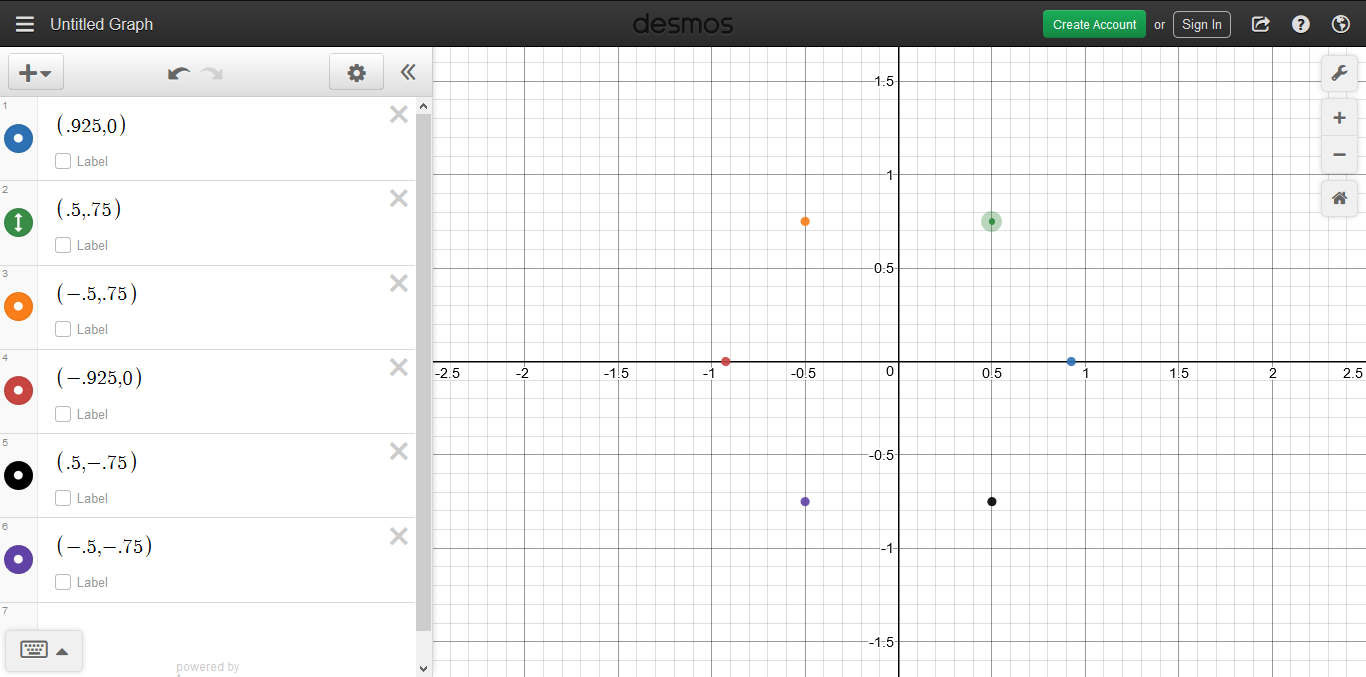 Untitled Graph
desmos
Create Account or Sign In
1
(.925,0)
Label
2
(.5,.75)
Label
3
(−.5,.75)
Label
4
(−.925,0)
Label
5
(.5,−.75)
Label
6
(−.5,−.75)
Label
7
powered by
1.5
1
0.5
-2.5 -2 -1.5 -1 -0.5 0 0.5 1 1.5 2 2.5
-0.5
-1
-1.5